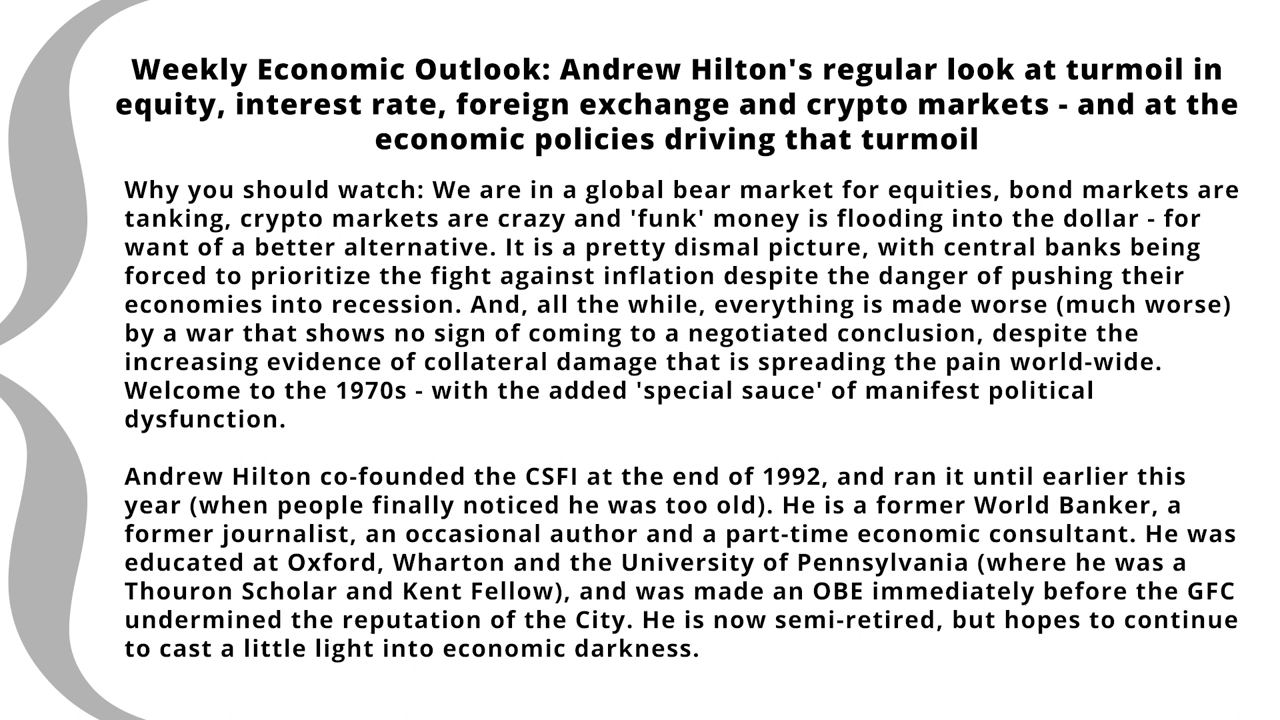 Weekly Economic Outlook: Andrew Hilton's regular look at turmoil in
equity, interest rate, foreign exchange and crypto markets - and at the
economic policies driving that turmoil
Why you should watch: We are in a global bear market for equities, bond markets are
tanking, crypto markets are crazy and 'funk' money is flooding into the dollar - for
want of a better alternative. It is a pretty dismal picture, with central banks being
forced to prioritize the fight against inflation despite the danger of pushing their
economies into recession. And, all the while, everything is made worse (much worse)
by a war that shows no sign of coming to a negotiated conclusion, despite the
increasing evidence of collateral damage that is spreading the pain world-wide.
Welcome to the 1970s - with the added 'special sauce' of manifest political
dysfunction.
Andrew Hilton co-founded the CSFI at the end of 1992, and ran it until earlier this
year (when people finally noticed he was too old). He is a former World Banker, a
former journalist, an occasional author and a part-time economic consultant. He was
educated at Oxford, Wharton and the University of Pennsylvania (where he was a
Thouron Scholar and Kent Fellow), and was made an OBE immediately before the GFC
undermined the reputation of the City. He is now semi-retired, but hopes to continue
to cast a little light into economic darkness.